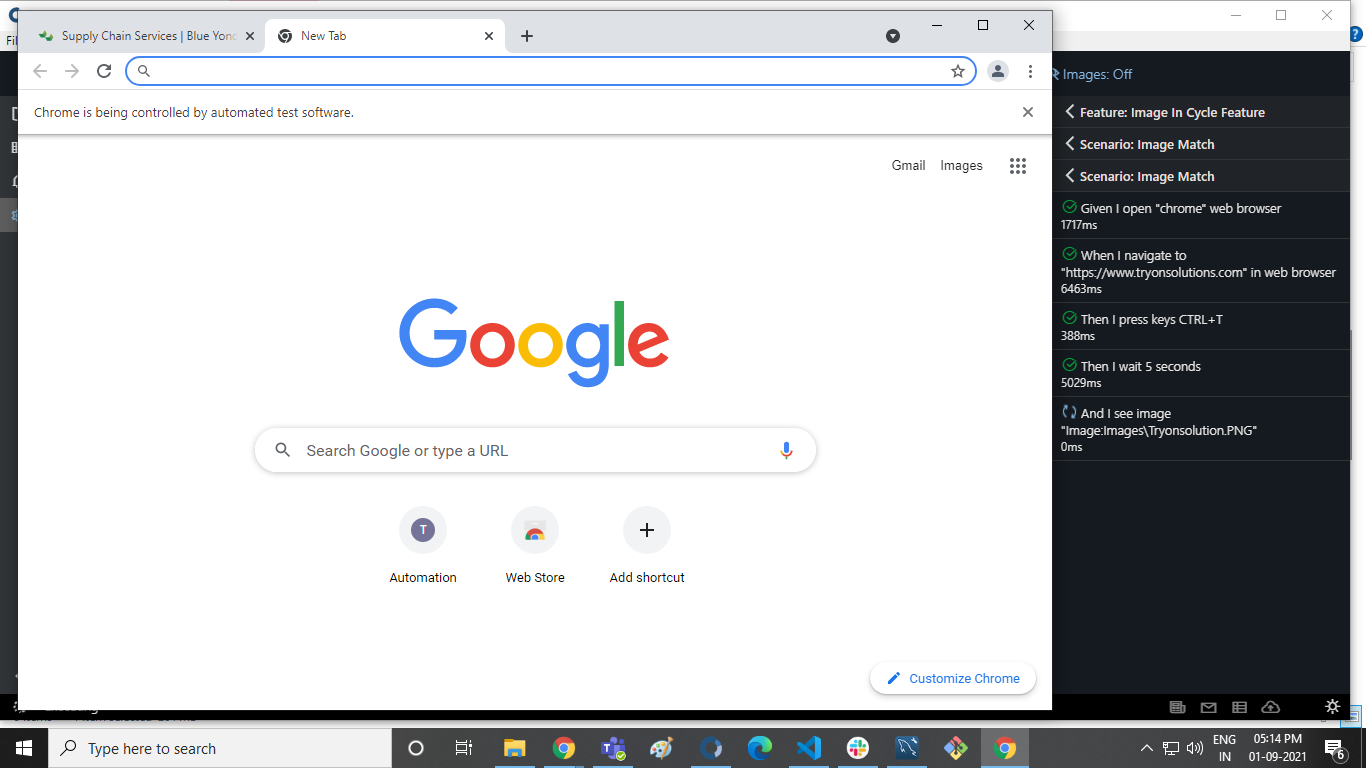 Supply Chain Services | Blue Yond
New Tab
Chrome is being controlled by automated test software.
Gmail
Images
Google
Search Google or type a URL
T
Automation
Web Store
Add shortcut
Customize Chrome
Images: Off
Feature: Image In Cycle Feature
Scenario: Image Match
Scenario: Image Match
Given I open "chrome" web browser
1717ms
When I navigate to
"https://www.tryonsolutions.com" in web browser
6463ms
Then I press keys CTRL+T
388ms
Then I wait 5 seconds
5029ms
And I see image
"Image:Images\Tryonsolution.PNG"
0ms
Type here to search
ENG
IN
05:14 PM
01-09-2021
6